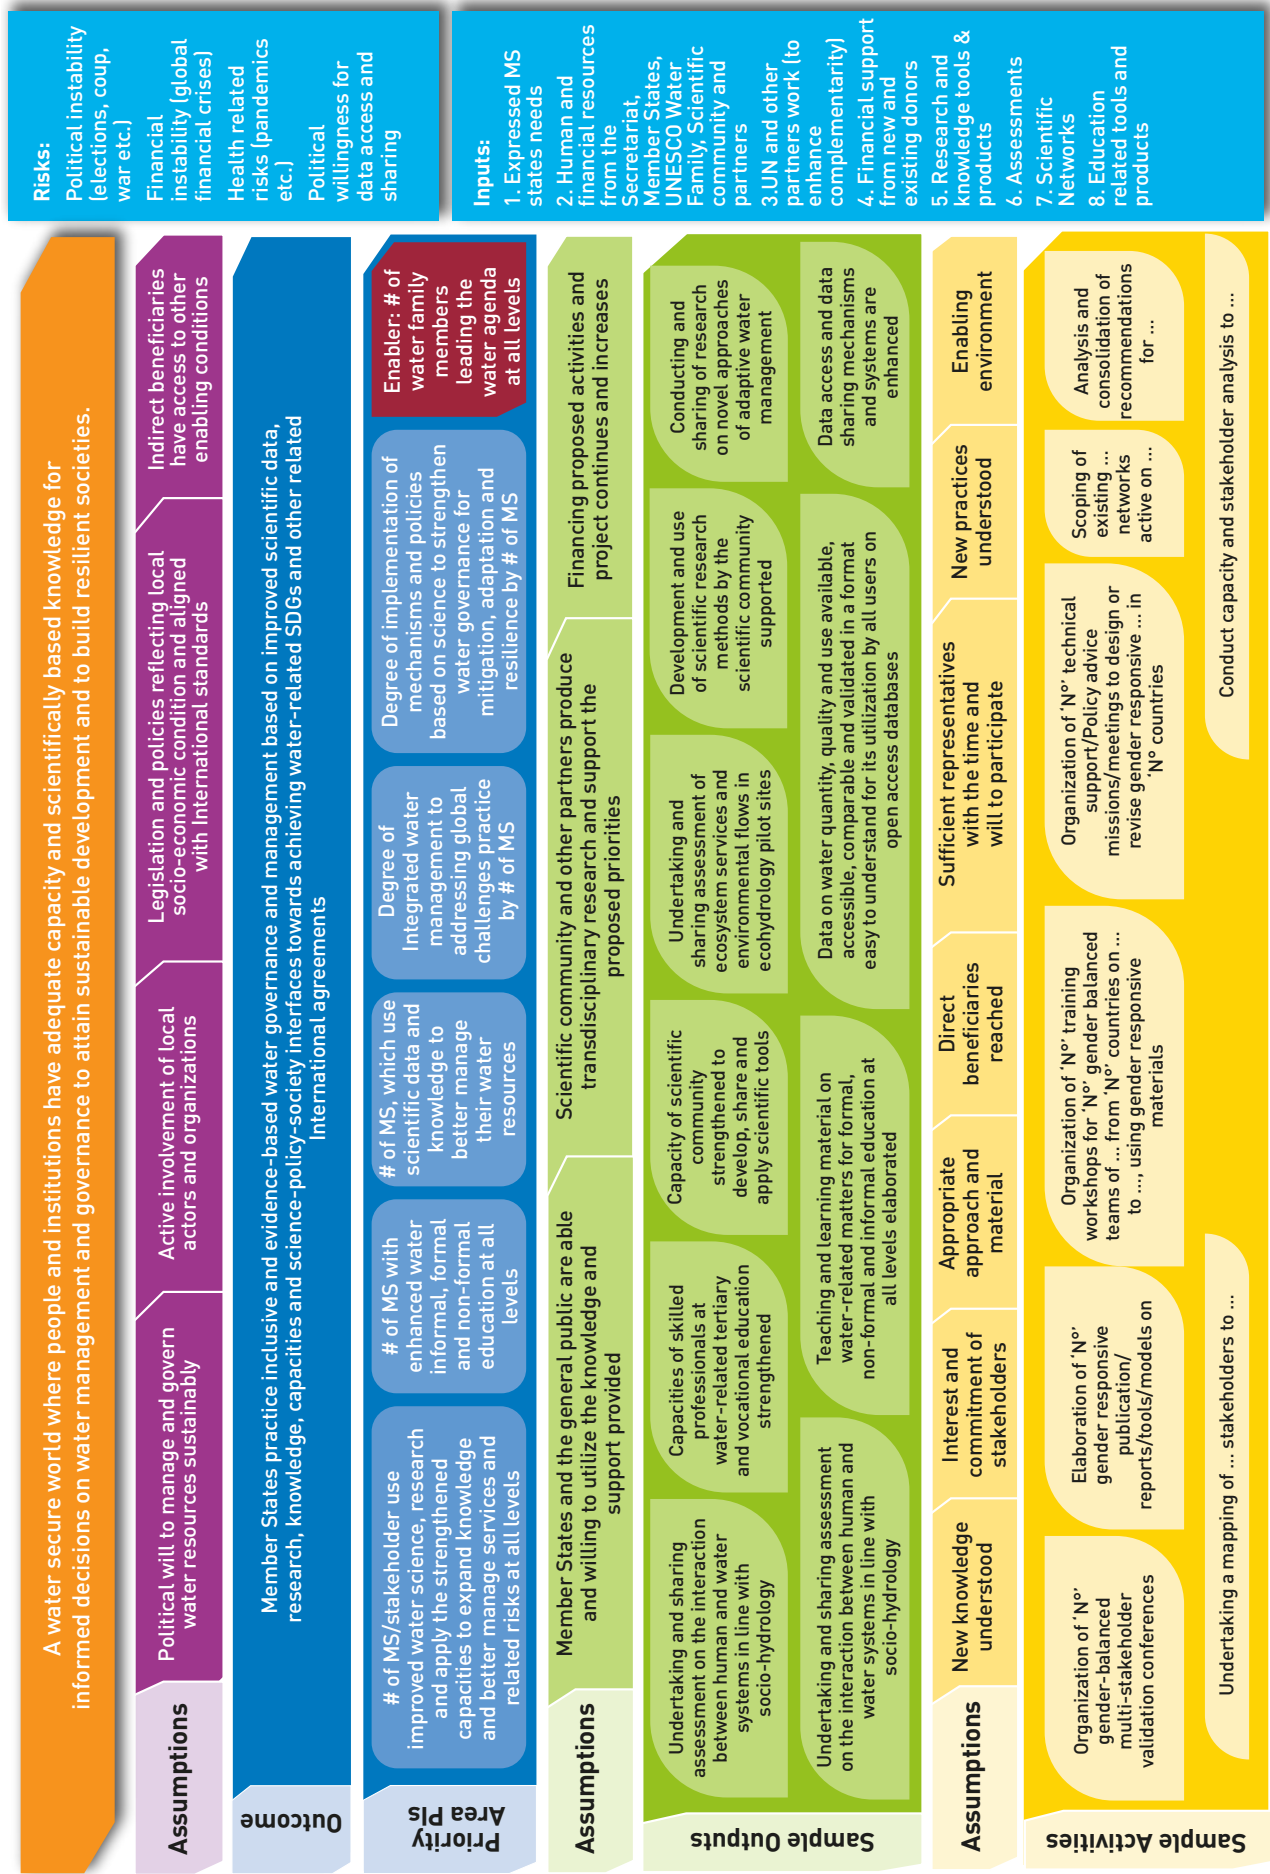 A water secure world where people and institutions have adequate capacity and scientifically based knowledge for
informed decisions on water management and governance to attain sustainable development and to build resilient societies.
Assumptions
Political will to manage and govern
water resources sustainably
Active involvement of local
actors and organizations
Legislation and policies reflecting local
socio-economic condition and aligned
with International standards
Indirect beneficiaries
have access to other
enabling conditions
Outcome
Member States practice inclusive and evidence-based water governance and management based on improved scientific data,
research, knowledge, capacities and science-policy-society interfaces towards achieving water-related SDGs and other related
International agreements
Priority
Area PIs
# of MS/stakeholder use
improved water science, research
and apply the strengthened
capacities to expand knowledge
and better manage services and
related risks at all levels
# of MS with
enhanced water
informal, formal
and non-formal
education at all
levels
# of MS, which use
scientific data and
knowledge to
better manage
their water
resources
Degree of
Integrated water
management to
addressing global
challenges practice
by # of MS
Degree of implementation of
mechanisms and policies
based on science to strengthen
water governance for
mitigation, adaptation and
resilience by # of MS
Enabler: # of
water family
members
leading the
water agenda
at all levels
Assumptions
Member States and the general public are able
and willing to utilize the knowledge and
support provided
Scientific community and other partners produce
transdisciplinary research and support the
proposed priorities
Financing proposed activities and
project continues and increases
Sample Outputs
Undertaking and sharing
assessment on the interaction
between human and water
systems in line with
socio-hydrology
Capacities of skilled
professionals at
water-related tertiary
and vocational education
strengthened
Capacity of scientific
community
strengthened to
develop, share and
apply scientific tools
Undertaking and
sharing assessment of
ecosystem services and
environmental flows in
ecohydrology pilot sites
Development and use
of scientific research
methods by the
scientific community
supported
Conducting and
sharing of research
on novel approaches
of adaptive water
management
Undertaking and sharing assessment
on the interaction between human and
water systems in line with
socio-hydrology
Teaching and learning material on
water-related matters for formal,
non-formal and informal education at
all levels elaborated
Data on water quantity, quality and use available,
accessible, comparable and validated in a format
easy to understand for its utilization by all users on
open access databases
Data access and data
sharing mechanisms
and systems are
enhanced
Assumptions
New knowledge
understood
Interest and
commitment of
stakeholders
Appropriate
approach and
material
Direct
beneficiaries
reached
Sufficient representatives
with the time and
will to participate
New practices
understood
Enabling
environment
Sample Activities
Organization of ‘N°’
gender-balanced
multi-stakeholder
validation conferences
Elaboration of ‘N°’
gender responsive
publication/
reports/tools/models on
Organization of ‘N°’ training
workshops for ‘N°’ gender balanced
teams of ... from ‘N°’ countries on ...
to ..., using gender responsive
materials
Organization of ‘N°’ technical
support/Policy advice
missions/meetings to design or
revise gender responsive ... in
‘N° countries
Scoping of
existing...
networks
active on ...
Analysis and
consolidation of
recommendations
for ...
Undertaking a mapping of ... stakeholders to ...
Conduct capacity and stakeholder analysis to ...
Risks:
Political instability
(elections, coup,
war etc.)
Financial
instability (global
financial crises)
Health related
risks (pandemics
etc.)
Political
willingness for
data access and
sharing
Inputs:
1. Expressed MS
states needs
2. Human and
financial resources
from the
Secretariat,
Member States,
UNESCO Water
Family, Scientific
community and
partners
3.UN and other
partners work (to
enhance
complementarity)
4. Financial support
from new and
existing donors
5. Research and
knowledge tools &
products
6. Assessments
7. Scientific
Networks
8. Education
related tools and
products